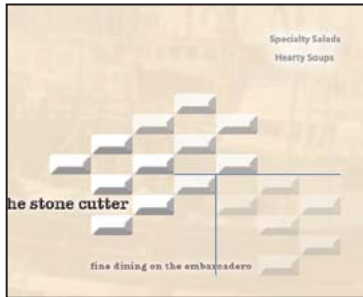 Specialty Salads
Hearty Soups
he stone cutter
fine dining on the embarcadero